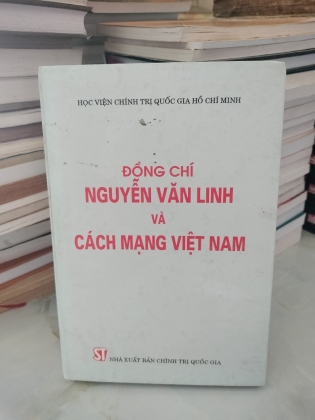 HỌC VIỆN CHÍNH TRỊ QUỐC GIA HỒ CHÍ MINH
ĐỒNG CHÍ
NGUYỄN VĂN LINH
VÀ
CÁCH MẠNG VIỆT NAM
ST NHÀ XUẤT BẢN CHÍNH TRỊ QUỐC GIA